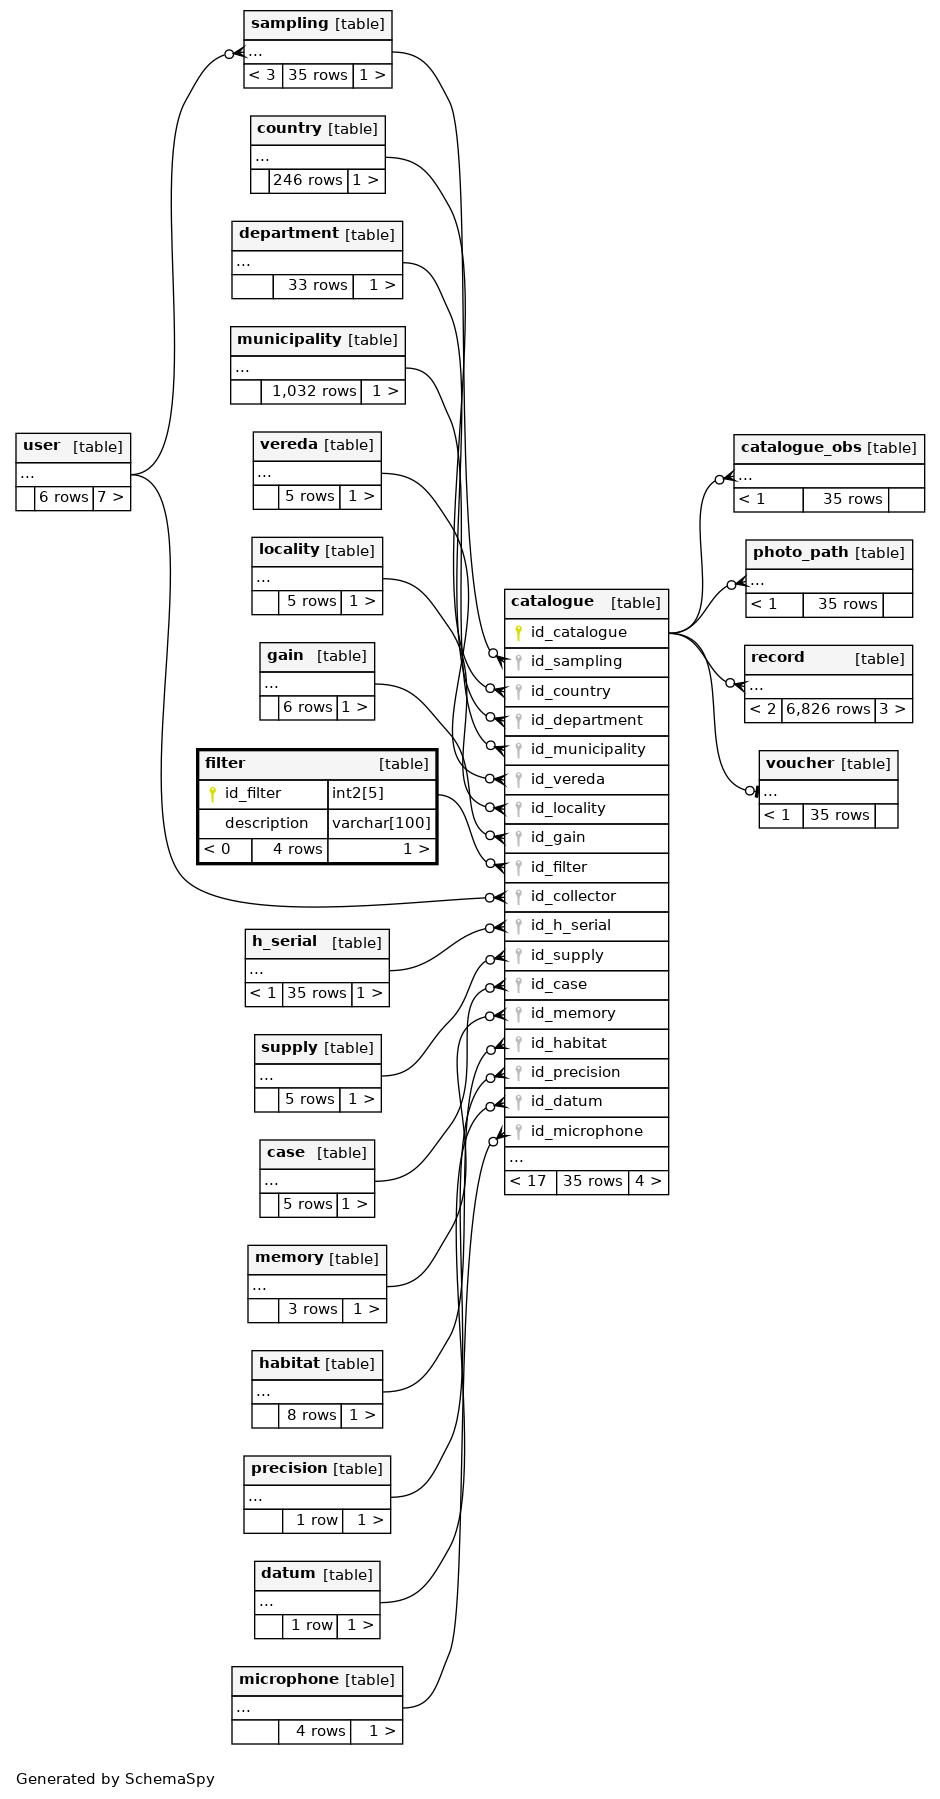 sampling [table]
...
< 3 35 rows 1 >
country [table]
...
246 rows 1 >
department [table]
...
33 rows 1 >
municipality [table]
...
1,032 rows 1 >
user [table]
...
6 rows 7 >
vereda [table]
...
5 rows 1 >
locality [table]
...
5 rows 1 >
gain [table]
...
6 rows 1 >
filter [table]
id_filter int2[5]
description varchar[100]
< 0 4 rows 1 >
h_serial [table]
...
< 1 35 rows 1 >
supply [table]
...
5 rows 1 >
case [table]
...
5 rows 1 >
memory [table]
...
3 rows 1 >
habitat [table]
...
8 rows 1 >
precision [table]
...
1 row 1 >
datum [table]
...
1 row 1 >
microphone [table]
...
4 rows 1 >
catalogue [table]
id_catalogue
id_sampling
id_country
id_department
id_municipality
id_vereda
id_locality
id_gain
id_filter
id_collector
id_h_serial
id_supply
id_case
id_memory
id_habitat
id_precision
id_datum
id_microphone
...
< 17 35 rows 4 >
catalogue_obs [table]
...
< 1 35 rows
photo_path [table]
...
< 1 35 rows
record [table]
...
< 2 6,826 rows 3 >
voucher [table]
...
< 1 35 rows
Generated by SchemaSpy